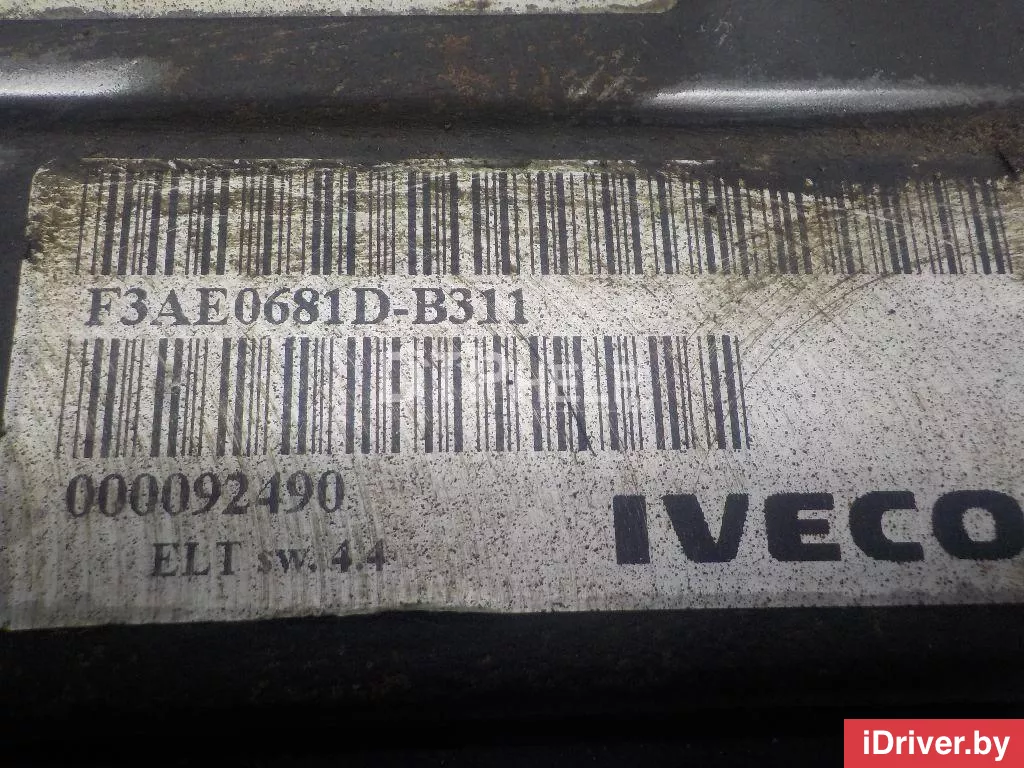 F3AE0681D-B311
000092490
ELT sw. 4.4
IVECO
iDriver.by